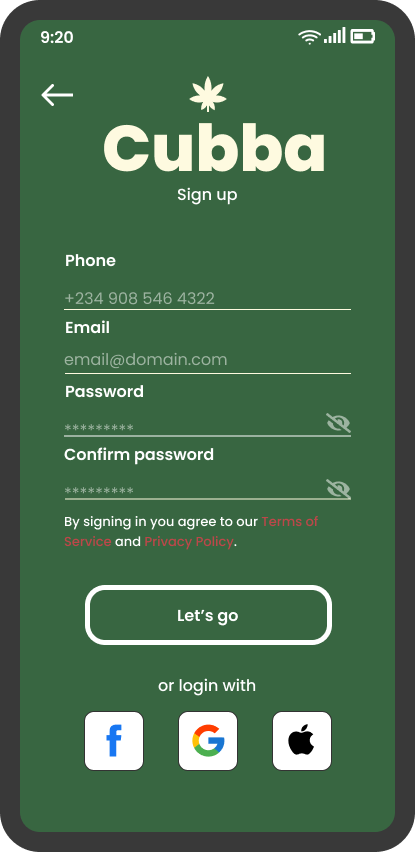 9:20
Cubba
Sign up
Phone
+234 908 546 4322
Email
email@domain.com
Password
*********
Confirm password
*********
By signing in you agree to our Terms of
Service and Privacy Policy.
Let’s go
or login with